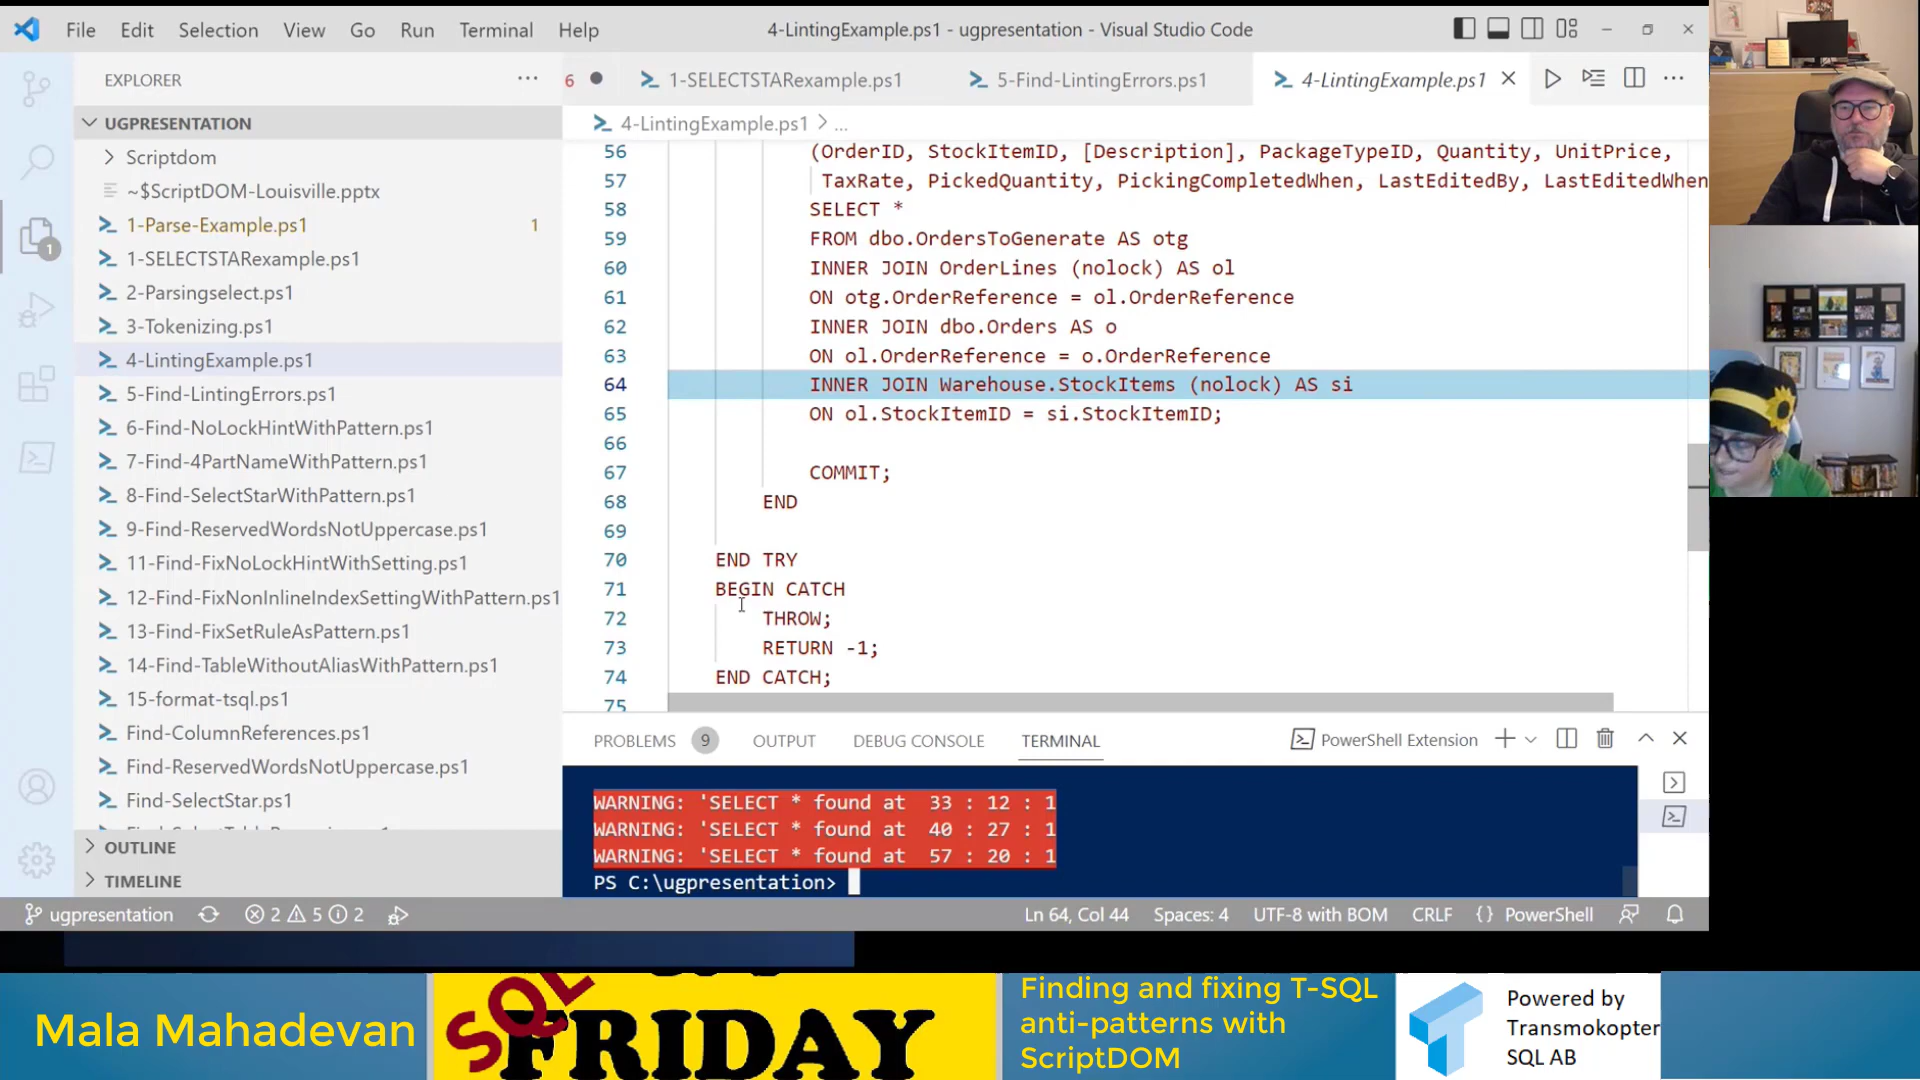 File Edit Selection View Go Run Terminal Help
4-LintingExample.ps1 - ugpresentation - Visual Studio Code
EXPLORER
UGPRESENTATION
Scriptdom
~$ScriptDOM-Louisville.pptx
1-Parse-Example.ps1 1
1-SELECTSTARexample.ps1
2-Parsingselect.ps1
3-Tokenizing.ps1
4-LintingExample.ps1
5-Find-LintingErrors.ps1
6-Find-NoLockHintWithPattern.ps1
7-Find-4PartNameWithPattern.ps1
8-Find-SelectStarWithPattern.ps1
9-Find-ReservedWordsNotUppercase.ps1
11-Find-FixNoLockHintWithSetting.ps1
12-Find-FixNonInlineIndexSettingWithPattern.ps1
13-Find-FixSetRuleAsPattern.ps1
14-Find-TableWithoutAliasWithPattern.ps1
15-format-tsql.ps1
Find-ColumnReferences.ps1
Find-ReservedWordsNotUppercase.ps1
Find-SelectStar.ps1
OUTLINE
TIMELINE
1
6 1-SELECTSTARexample.ps1 5-Find-LintingErrors.ps1 4-LintingExample.ps1
4-LintingExample.ps1 > ...
56 (OrderID, StockItemID, [Description], PackageTypeID, Quantity, UnitPrice,
57 TaxRate, PickedQuantity, PickingCompletedWhen, LastEditedBy, LastEditedWhen
58 SELECT *
59 FROM dbo.OrdersToGenerate AS otg
60 INNER JOIN OrderLines (nolock) AS ol
61 ON otg.OrderReference = ol.OrderReference
62 INNER JOIN dbo.Orders AS o
63 ON ol.OrderReference = o.OrderReference
64 INNER JOIN Warehouse.StockItems (nolock) AS si
65 ON ol.StockItemID = si.StockItemID;
66
67 COMMIT;
68 END
69
70 END TRY
71 BEGIN CATCH
72 THROW;
73 RETURN -1;
74 END CATCH;
75
PROBLEMS 9 OUTPUT DEBUG CONSOLE TERMINAL PowerShell Extension
WARNING: 'SELECT * found at 33 : 12 : 1
WARNING: 'SELECT * found at 40 : 27 : 1
WARNING: 'SELECT * found at 57 : 20 : 1
PS C:\ugpresentation>
ugpresentation 2 5 2 Ln 64, Col 44 Spaces: 4 UTF-8 with BOM CRLF {} PowerShell
Mala Mahadevan
SQL
FRIDAY
Finding and fixing T-SQL
anti-patterns with
ScriptDOM
Powered by
Transmokopter
SQL AB